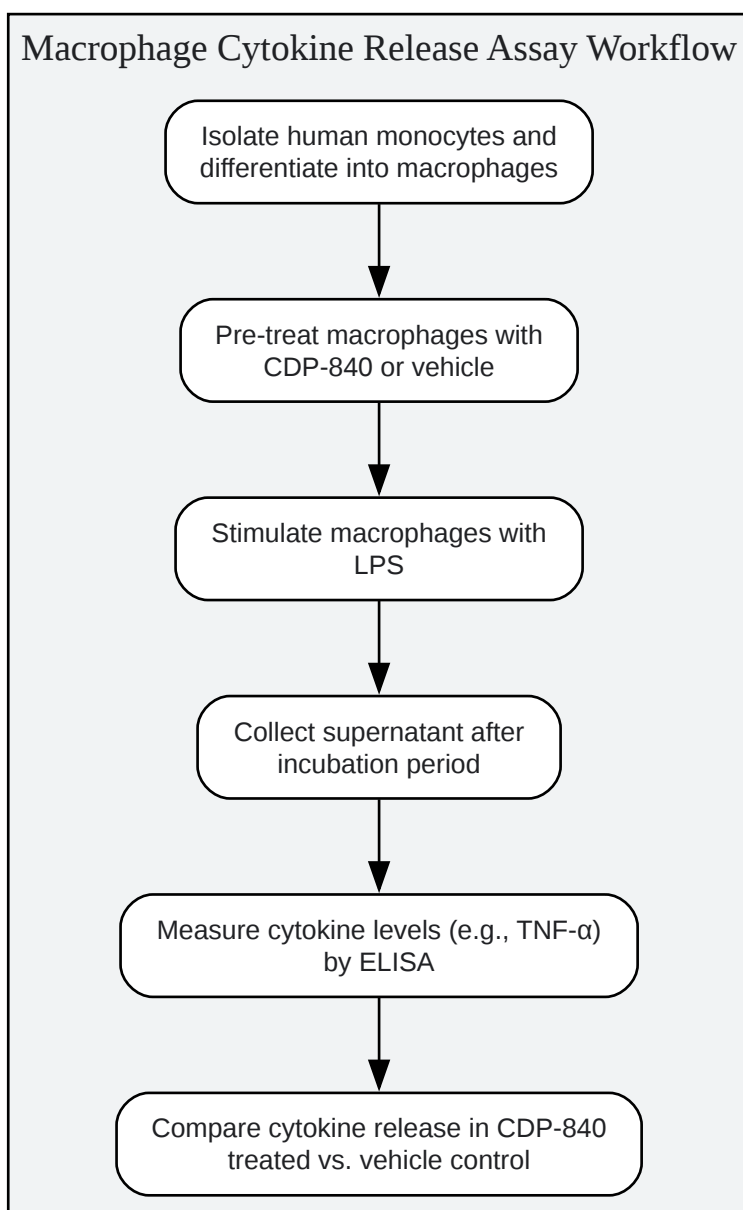 Macrophage Cytokine Release Assay Workflow
Isolate human monocytes and
differentiate into macrophages
Pre-treat macrophages with
CDP-840 or vehicle
Stimulate macrophages with
LPS
Collect supernatant after
incubation period
Measure cytokine levels (e.g., TNF-α)
by ELISA
Compare cytokine release in CDP-840
treated vs. vehicle control